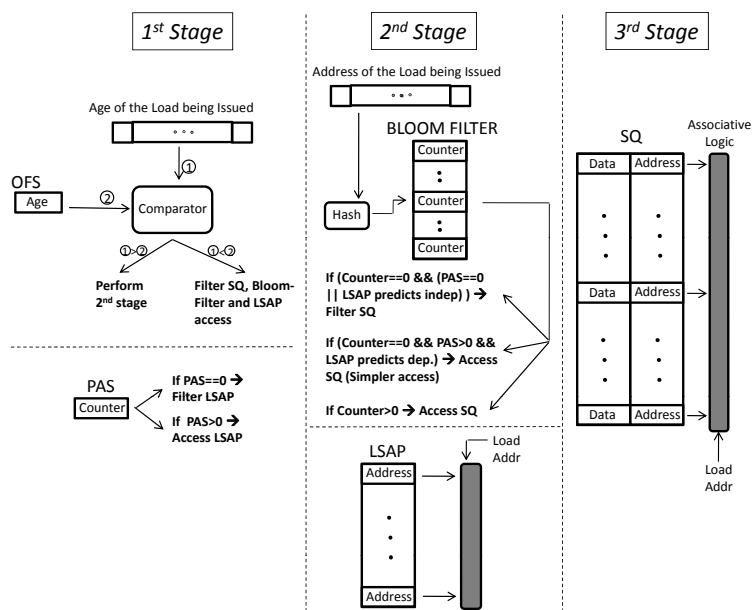 1st Stage
Age of the Load being Issued
①
OFS
Age
②
Comparator
①>②
①<②
Perform
2nd stage
Filter SQ, Bloom-
Filter and LSAP
access
PAS
Counter
If PAS==0 ➔
Filter LSAP
If PAS>0 ➔
Access LSAP
2nd Stage
Address of the Load being Issued
BLOOM FILTER
Counter
Hash
Counter
Counter
If (Counter==0 && (PAS==0
|| LSAP predicts indep) ) ➔
Filter SQ
If (Counter==0 && PAS>0 &&
LSAP predicts dep.) ➔ Access
SQ (Simpler access)
If Counter>0 ➔ Access SQ
LSAP
Load
Addr
Address
Address
3rd Stage
SQ
Associative
Logic
Data Address
Data Address
Data Address
Load
Addr